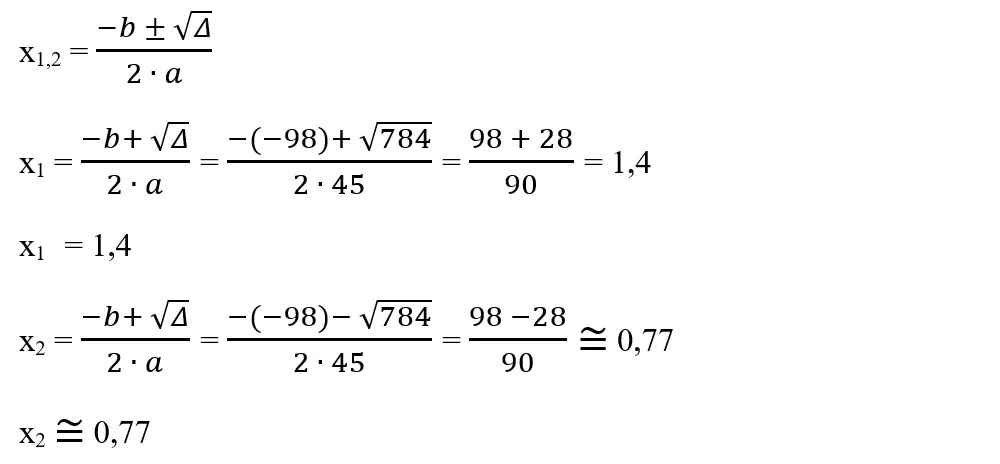 x₁,₂ = (−b ± √Δ) / (2 · a)
x₁ = (−b+ √Δ) / (2 · a) = (−(−98)+ √784) / (2 · 45) = (98 + 28) / 90 = 1,4
x₁ = 1,4
x₂ = (−b+ √Δ) / (2 · a) = (−(−98)− √784) / (2 · 45) = (98 −28) / 90 ≅ 0,77
x₂ ≅ 0,77